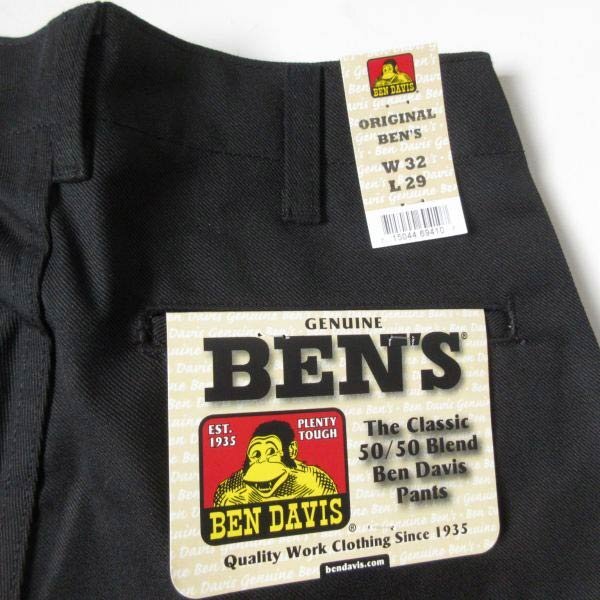 BEN DAVIS
ORIGINAL
BEN'S
W 32
L 29
15044 69410
GENUINE
BEN'S®
EST.
1935
PLENTY
TOUGH
BEN DAVIS®
The Classic
50/50 Blend
Ben Davis
Pants
Quality Work Clothing Since 1935
bendavis.com